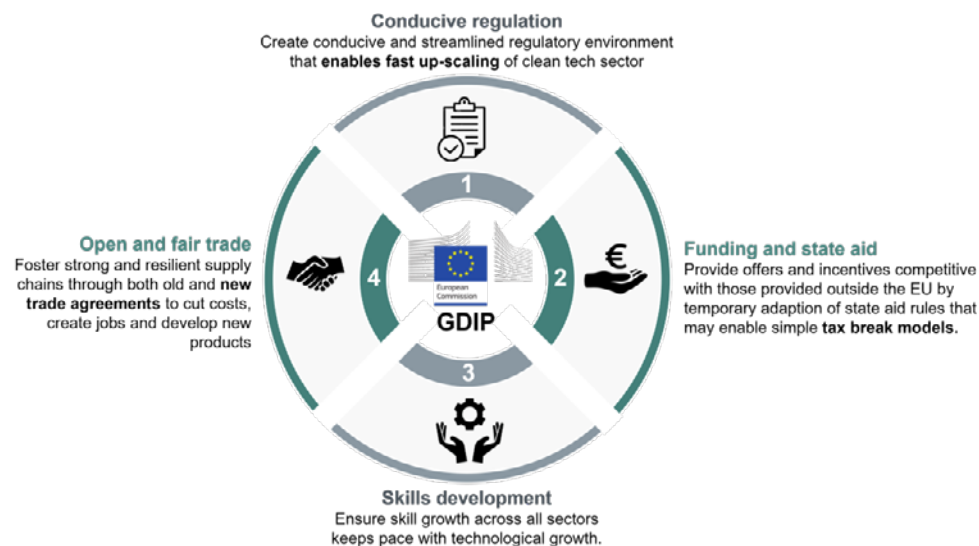 Conducive regulation
Create conducive and streamlined regulatory environment
that enables fast up-scaling of clean tech sector
1
Open and fair trade
Foster strong and resilient supply
chains through both old and new
trade agreements to cut costs,
create jobs and develop new
products
4
European
Commission
GDIP
2
€
Funding and state aid
Provide offers and incentives competitive
with those provided outside the EU by
temporary adaption of state aid rules that
may enable simple tax break models.
3
Skills development
Ensure skill growth across all sectors
keeps pace with technological growth.